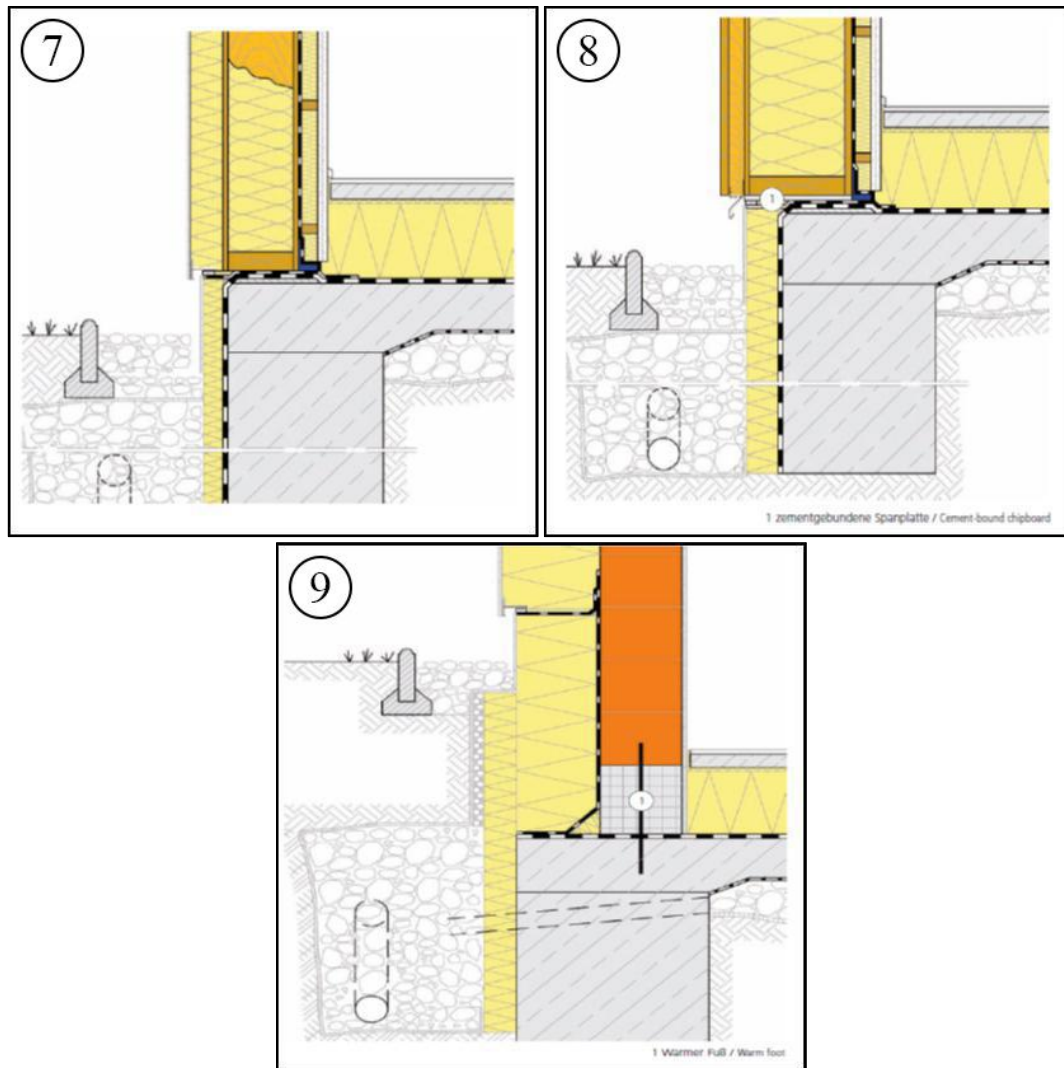 7
8
1
1 zementgebundene Spanplatte / Cement-bound chipboard
9
1
1 Warmer Fuß / Warm foot